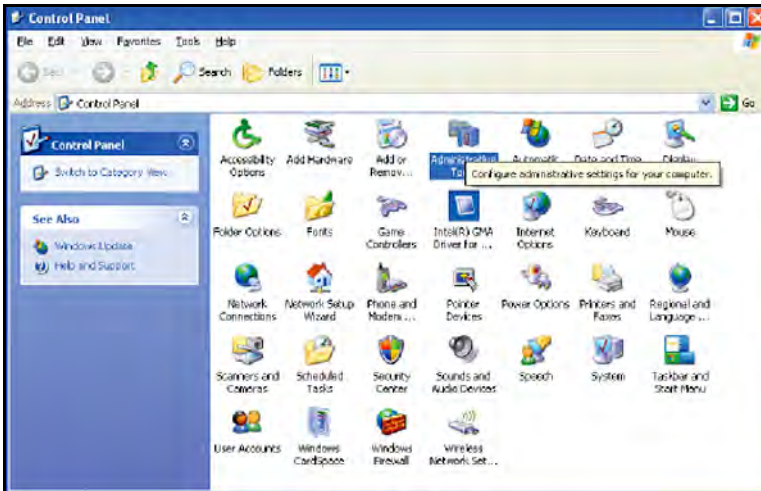 Control Panel
File Edit View Favorites Tools Help
Back Search Folders
Address Control Panel Go
Control Panel
Switch to Category View
See Also
Windows Update
Help and Support
Accessibility Options
Add Hardware
Add or Remov...
Administrative To
Automatic
Date and Time
Display
Configure administrative settings for your computer.
Folder Options
Fonts
Game Controllers
Intel(R) GMA Driver for ...
Internet Options
Keyboard
Mouse
Network Connections
Network Setup Wizard
Phone and Modem ...
Pointer Devices
Power Options
Printers and Faxes
Regional and Language ...
Scanners and Cameras
Scheduled Tasks
Security Center
Sounds and Audio Devices
Speech
System
Taskbar and Start Menu
User Accounts
Windows CardSpace
Windows Firewall
Wireless Network Set...